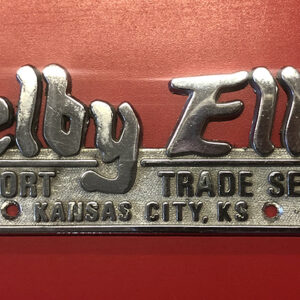 elby Ell
ORT TRADE SE
KANSAS CITY, KS